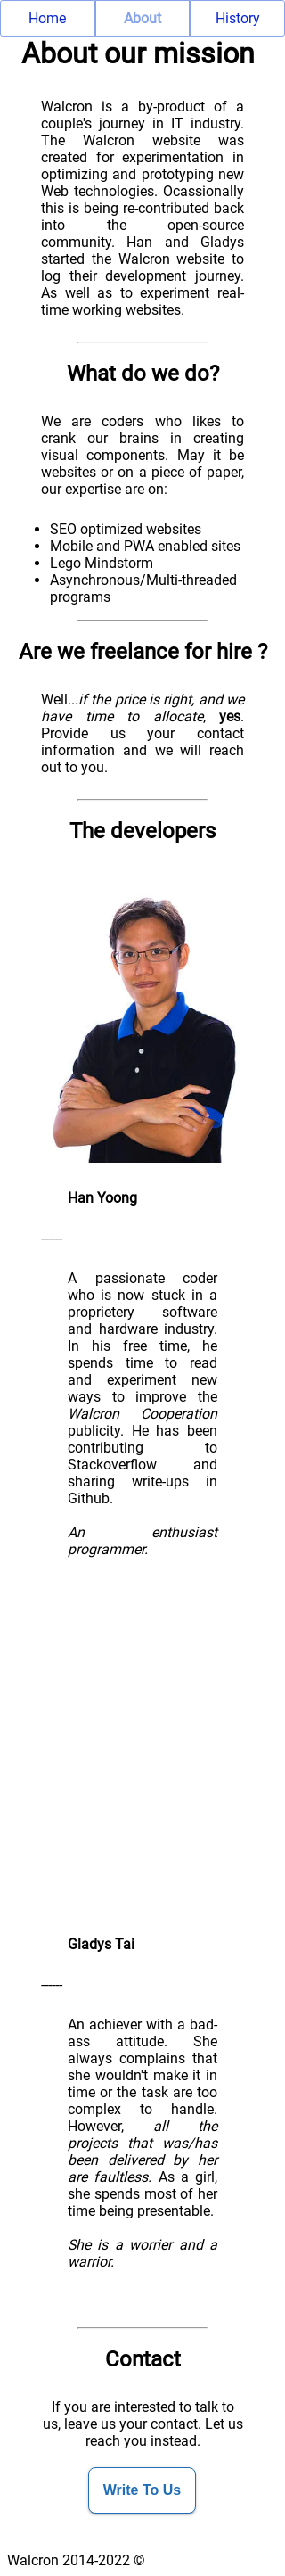 Home About History
About our mission
Walcron is a by-product of a
couple's journey in IT industry.
The Walcron website was
created for experimentation in
optimizing and prototyping new
Web technologies. Ocassionally
this is being re-contributed back
into the open-source
community. Han and Gladys
started the Walcron website to
log their development journey.
As well as to experiment real-
time working websites.
What do we do?
We are coders who likes to
crank our brains in creating
visual components. May it be
websites or on a piece of paper,
our expertise are on:
• SEO optimized websites
• Mobile and PWA enabled sites
• Lego Mindstorm
• Asynchronous/Multi-threaded
programs
Are we freelance for hire ?
Well...if the price is right, and we
have time to allocate, yes.
Provide us your contact
information and we will reach
out to you.
The developers
Han Yoong
------
A passionate coder
who is now stuck in a
proprietery software
and hardware industry.
In his free time, he
spends time to read
and experiment new
ways to improve the
Walcron Cooperation
publicity. He has been
contributing to
Stackoverflow and
sharing write-ups in
Github.
An enthusiast
programmer.
Gladys Tai
------
An achiever with a bad-
ass attitude. She
always complains that
she wouldn't make it in
time or the task are too
complex to handle.
However, all the
projects that was/has
been delivered by her
are faultless. As a girl,
she spends most of her
time being presentable.
She is a worrier and a
warrior.
Contact
If you are interested to talk to
us, leave us your contact. Let us
reach you instead.
Write To Us
Walcron 2014-2022 ©